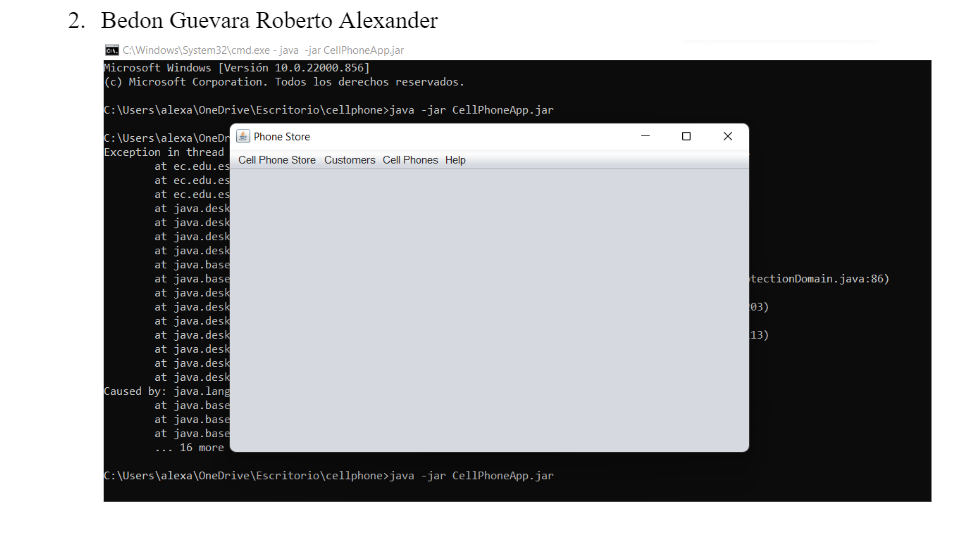 2. Bedon Guevara Roberto Alexander
C:\Windows\System32\cmd.exe - java -jar CellPhoneApp.jar
Microsoft Windows [Versión 10.0.22000.856]
(c) Microsoft Corporation. Todos los derechos reservados.
C:\Users\alexa\OneDrive\Escritorio\cellphone>java -jar CellPhoneApp.jar
C:\Users\alexa\OneDr
Phone Store
Exception in thread
Cell Phone Store Customers Cell Phones Help
at ec.edu.es
at ec.edu.es
at ec.edu.es
at java.desk
at java.desk
at java.desk
at java.desk
at java.base
at java.base tectionDomain.java:86)
at java.desk
at java.desk 03)
at java.desk
at java.desk 13)
at java.desk
at java.desk
at java.desk
Caused by: java.lang
at java.base
at java.base
at java.base
... 16 more
C:\Users\alexa\OneDrive\Escritorio\cellphone>java -jar CellPhoneApp.jar